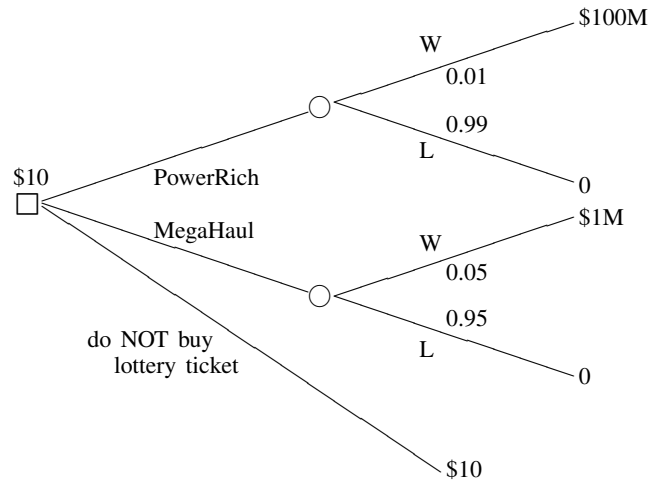 $100M
W
0.01
0.99
L
$10
PowerRich
0
MegaHaul
$1M
W
0.05
0.95
L
do NOT buy
lottery ticket
0
$10